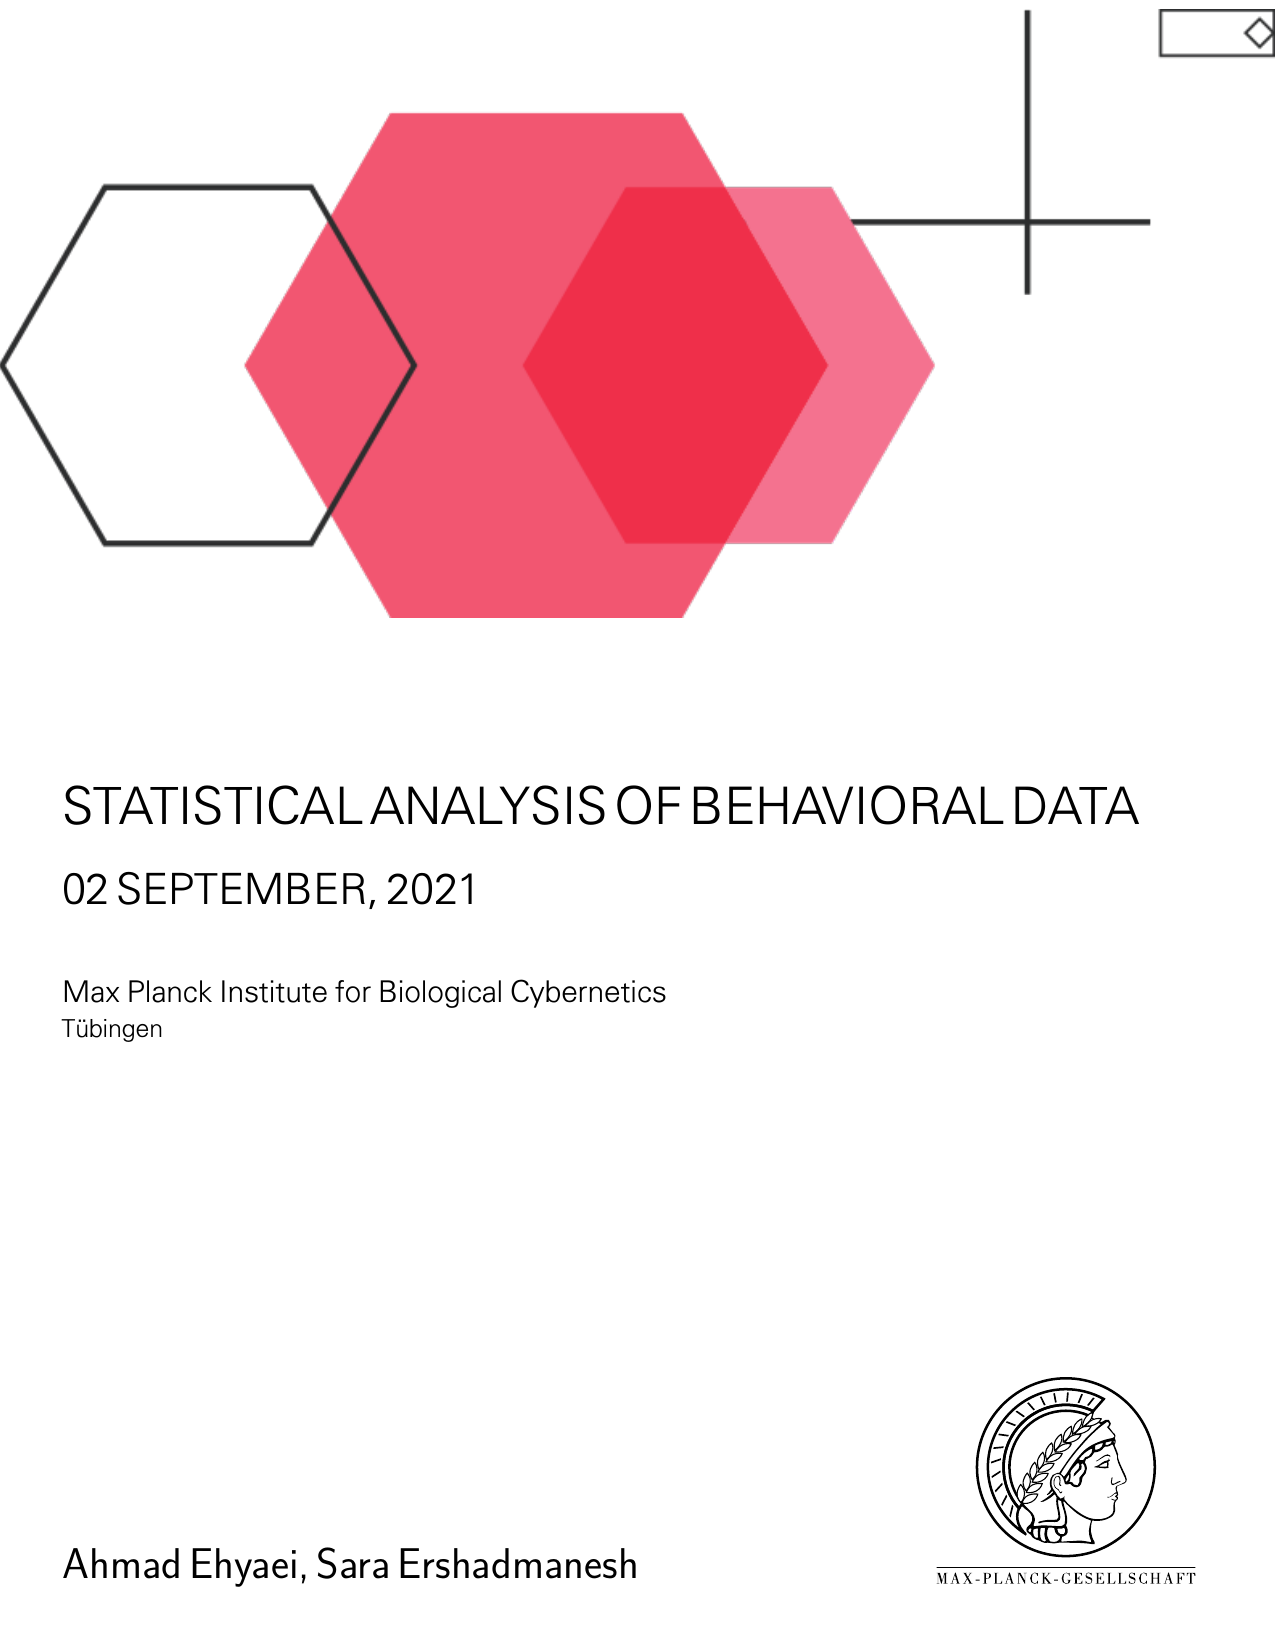 STATISTICAL ANALYSIS OF BEHAVIORAL DATA
02 SEPTEMBER, 2021
Max Planck Institute for Biological Cybernetics
Tübingen
Ahmad Ehyaei, Sara Ershadmanesh
MAX-PLANCK-GESELLSCHAFT